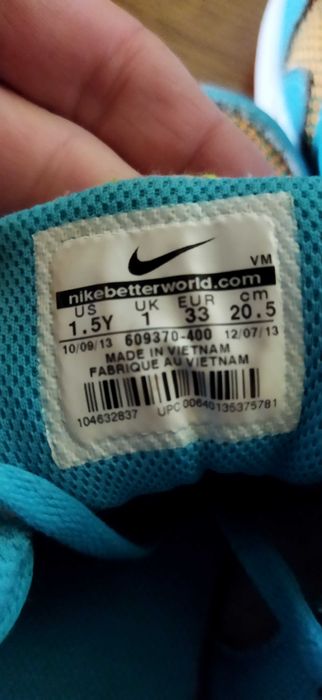 VM
nikebetterworld.com
US UK EUR cm
1.5Y 1 33 20.5
10/09/13 609370-400 12/07/13
MADE IN VIETNAM
FABRIQUE AU VIETNAM
104632837 UPC00640135375781